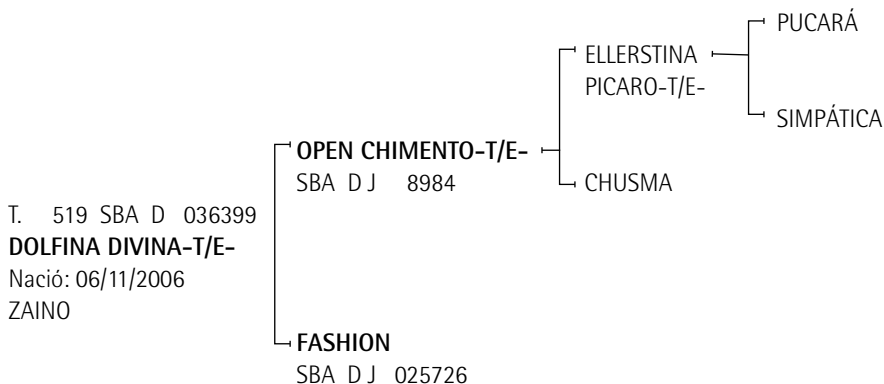 PUCARÁ
ELLERSTINA
PICARO-T/E-
SIMPÁTICA
OPEN CHIMENTO-T/E-
SBA D J 8984
CHUSMA
T. 519 SBA D 036399
DOLFINA DIVINA-T/E-
Nació: 06/11/2006
ZAINO
FASHION
SBA D J 025726